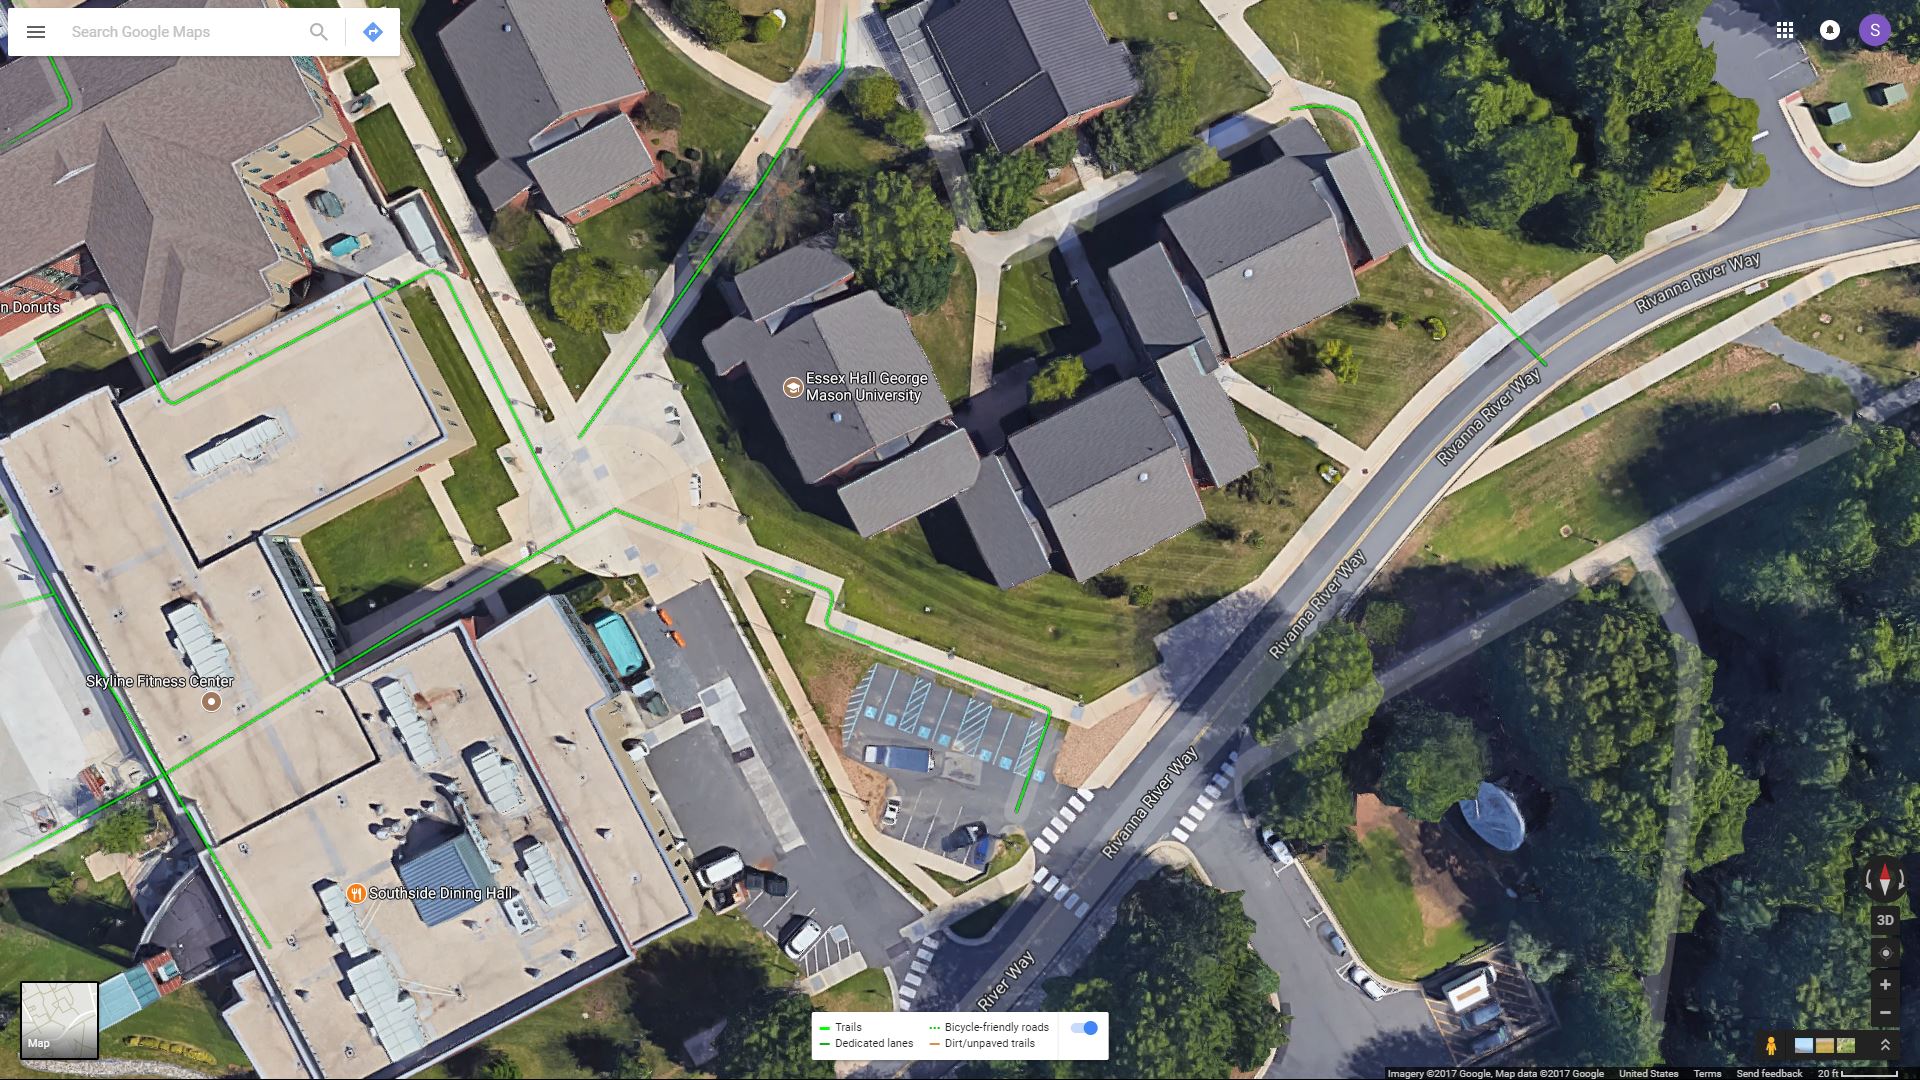 Search Google Maps
S
n Donuts
Rivanna River Way
Essex Hall George
Mason University
Rivanna River Way
Rivanna River Way
Skyline Fitness Center
Rivanna River Way
Southside Dining Hall
3D
River Way
Map
Trails
Bicycle-friendly roads
Dedicated lanes
Dirt/unpaved trails
Imagery ©2017 Google, Map data ©2017 Google United States Terms Send feedback 20 ft